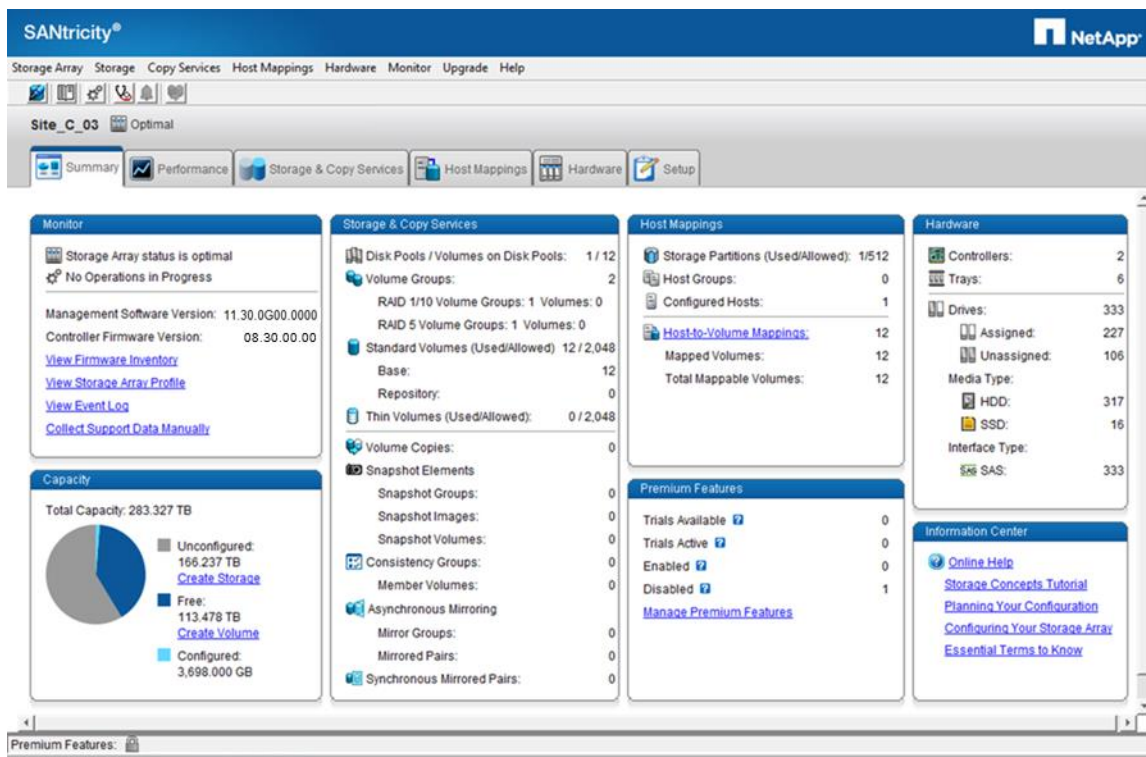 SANtricity®
NetApp®
Storage Array Storage Copy Services Host Mappings Hardware Monitor Upgrade Help
Site_C_03 Optimal
Summary Performance Storage & Copy Services Host Mappings Hardware Setup
Monitor
Storage Array status is optimal
No Operations in Progress
Management Software Version: 11.30.0G00.0000
Controller Firmware Version: 08.30.00.00
View Firmware Inventory
View Storage Array Profile
View Event Log
Collect Support Data Manually
Capacity
Total Capacity: 283.327 TB
Unconfigured:
166.237 TB
Create Storage
Free:
113.478 TB
Create Volume
Configured:
3,698.000 GB
Storage & Copy Services
Disk Pools / Volumes on Disk Pools: 1 / 12
Volume Groups: 2
RAID 1/10 Volume Groups: 1 Volumes: 0
RAID 5 Volume Groups: 1 Volumes: 0
Standard Volumes (Used/Allowed) 12 / 2,048
Base: 12
Repository: 0
Thin Volumes (Used/Allowed): 0 / 2,048
Volume Copies: 0
Snapshot Elements
Snapshot Groups: 0
Snapshot Images: 0
Snapshot Volumes: 0
Consistency Groups: 0
Member Volumes: 0
Asynchronous Mirroring
Mirror Groups: 0
Mirrored Pairs: 0
Synchronous Mirrored Pairs: 0
Host Mappings
Storage Partitions (Used/Allowed): 1/512
Host Groups: 0
Configured Hosts: 1
Host-to-Volume Mappings: 12
Mapped Volumes: 12
Total Mappable Volumes: 12
Premium Features
Trials Available ? 0
Trials Active ? 0
Enabled ? 0
Disabled ? 1
Manage Premium Features
Hardware
Controllers: 2
Trays: 6
Drives: 333
Assigned: 227
Unassigned: 106
Media Type:
HDD: 317
SSD: 16
Interface Type:
SAS SAS: 333
Information Center
Online Help
Storage Concepts Tutorial
Planning Your Configuration
Configuring Your Storage Array
Essential Terms to Know
Premium Features: